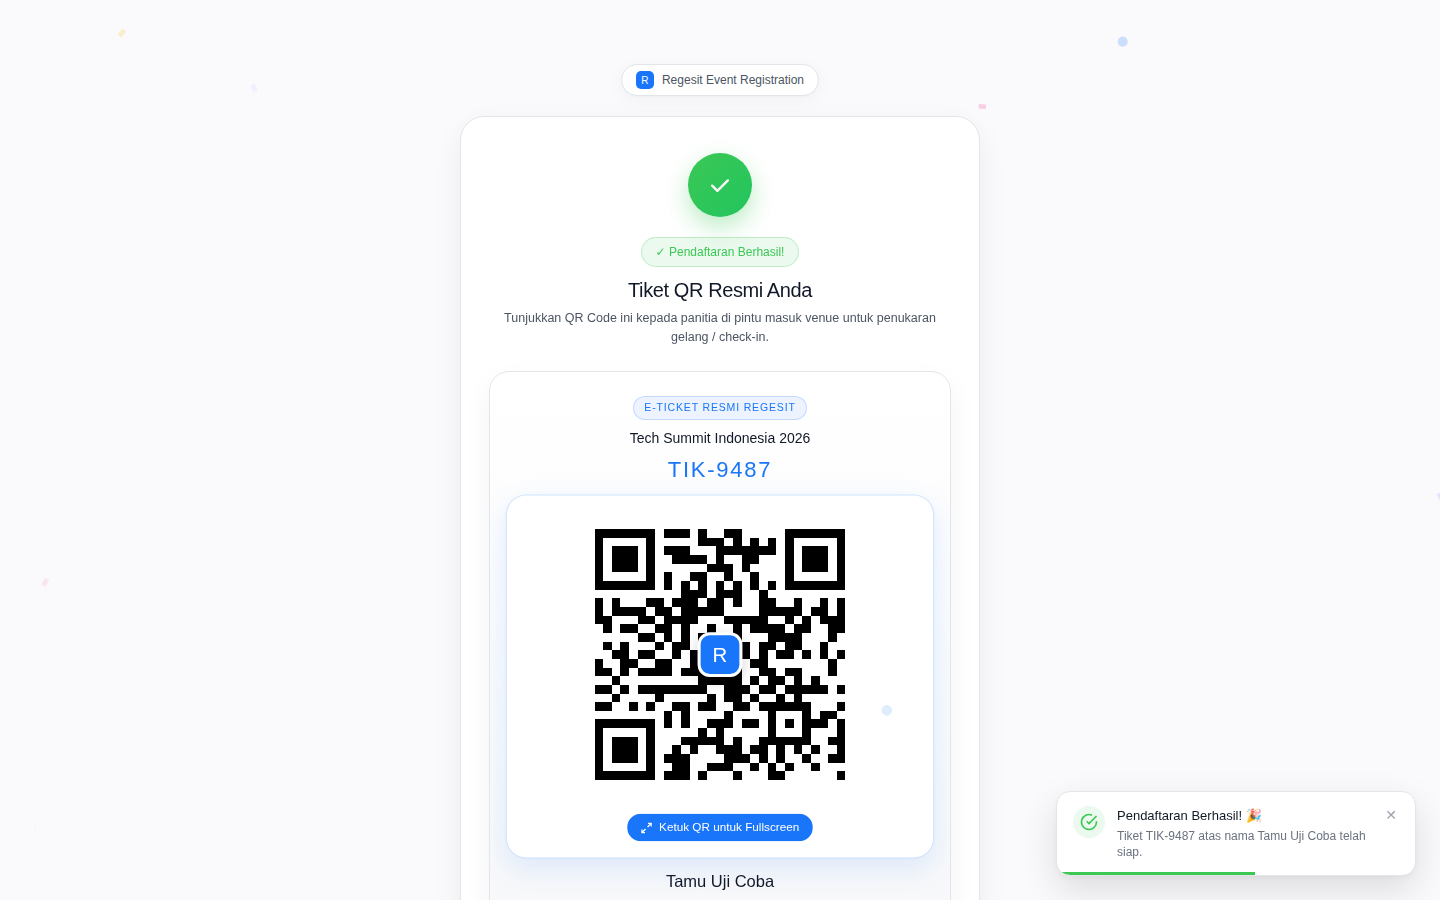 R Regesit Event Registration
✓ Pendaftaran Berhasil!
Tiket QR Resmi Anda
Tunjukkan QR Code ini kepada panitia di pintu masuk venue untuk penukaran
gelang / check-in.
E-TICKET RESMI REGESIT
Tech Summit Indonesia 2026
TIK-9487
R
Ketuk QR untuk Fullscreen
Tamu Uji Coba
Pendaftaran Berhasil! 🎉
Tiket TIK-9487 atas nama Tamu Uji Coba telah
siap.